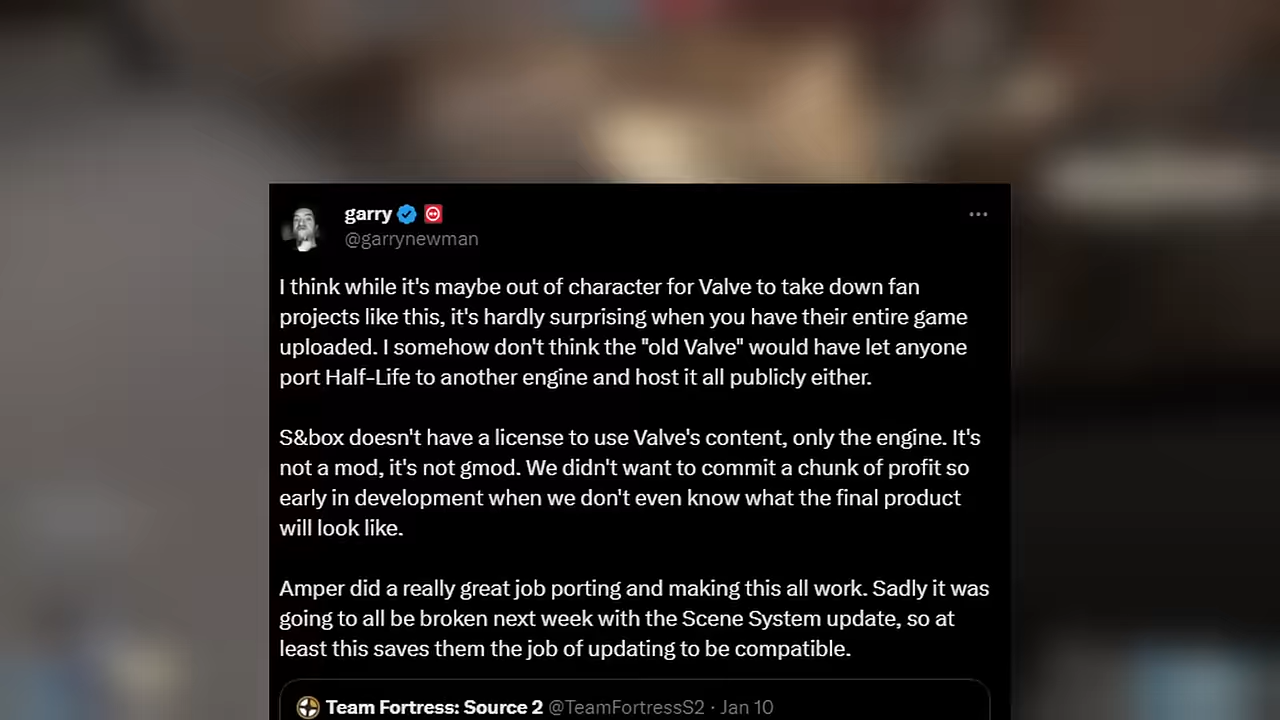 garry
@garrynewman
I think while it's maybe out of character for Valve to take down fan
projects like this, it's hardly surprising when you have their entire game
uploaded. I somehow don't think the "old Valve" would have let anyone
port Half-Life to another engine and host it all publicly either.
S&box doesn't have a license to use Valve's content, only the engine. It's
not a mod, it's not gmod. We didn't want to commit a chunk of profit so
early in development when we don't even know what the final product
will look like.
Amper did a really great job porting and making this all work. Sadly it was
going to all be broken next week with the Scene System update, so at
least this saves them the job of updating to be compatible.
Team Fortress: Source 2 @TeamFortressS2 · Jan 10